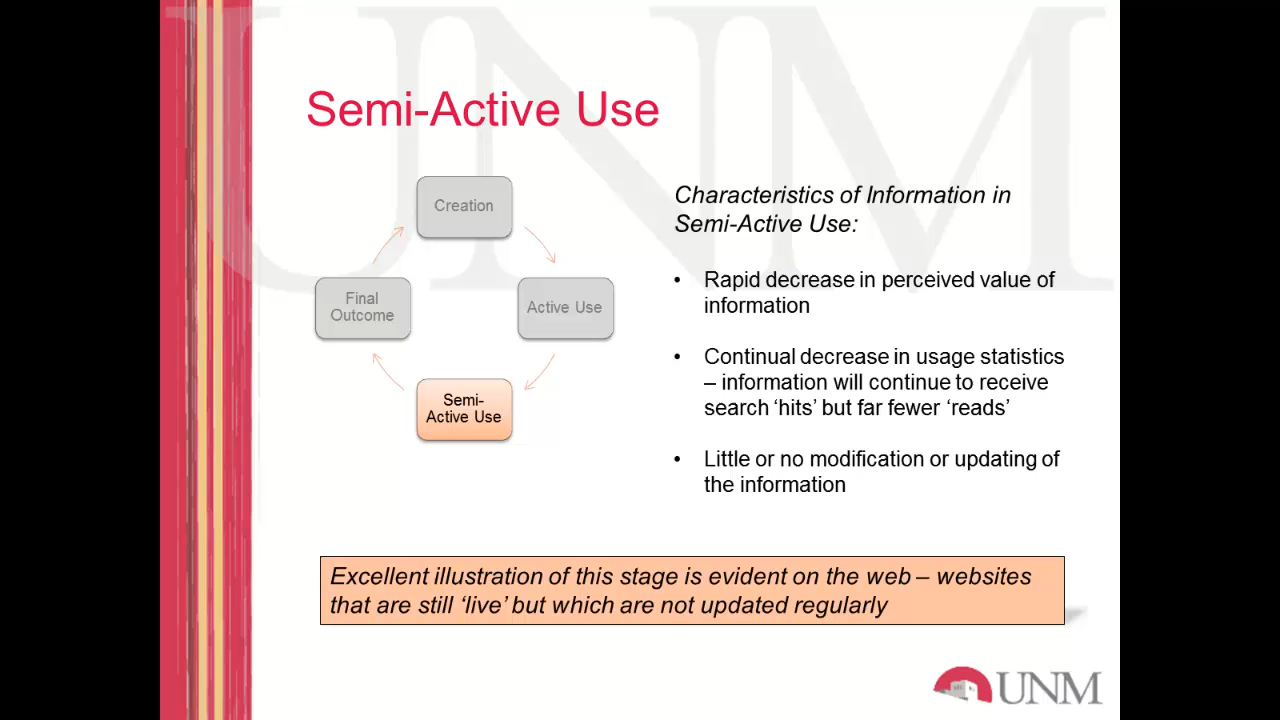 UNM
Semi-Active Use
Creation
Active Use
Semi-
Active Use
Final
Outcome
Characteristics of Information in
Semi-Active Use:
• Rapid decrease in perceived value of
information
• Continual decrease in usage statistics
– information will continue to receive
search ‘hits’ but far fewer ‘reads’
• Little or no modification or updating of
the information
Excellent illustration of this stage is evident on the web – websites
that are still ‘live’ but which are not updated regularly
UNM